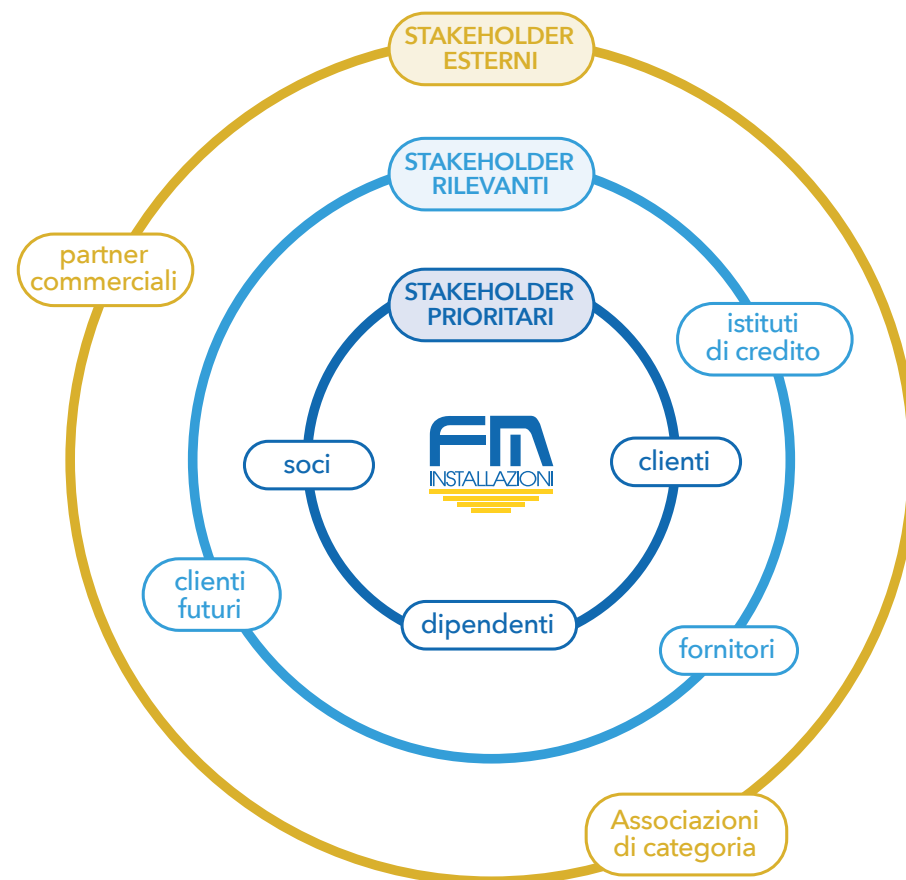 STAKEHOLDER
ESTERNI
STAKEHOLDER
RILEVANTI
partner
commerciali
STAKEHOLDER
PRIORITARI
istituti
di credito
FM
INSTALLAZIONI
soci
clienti
clienti
futuri
dipendenti
fornitori
Associazioni
di categoria